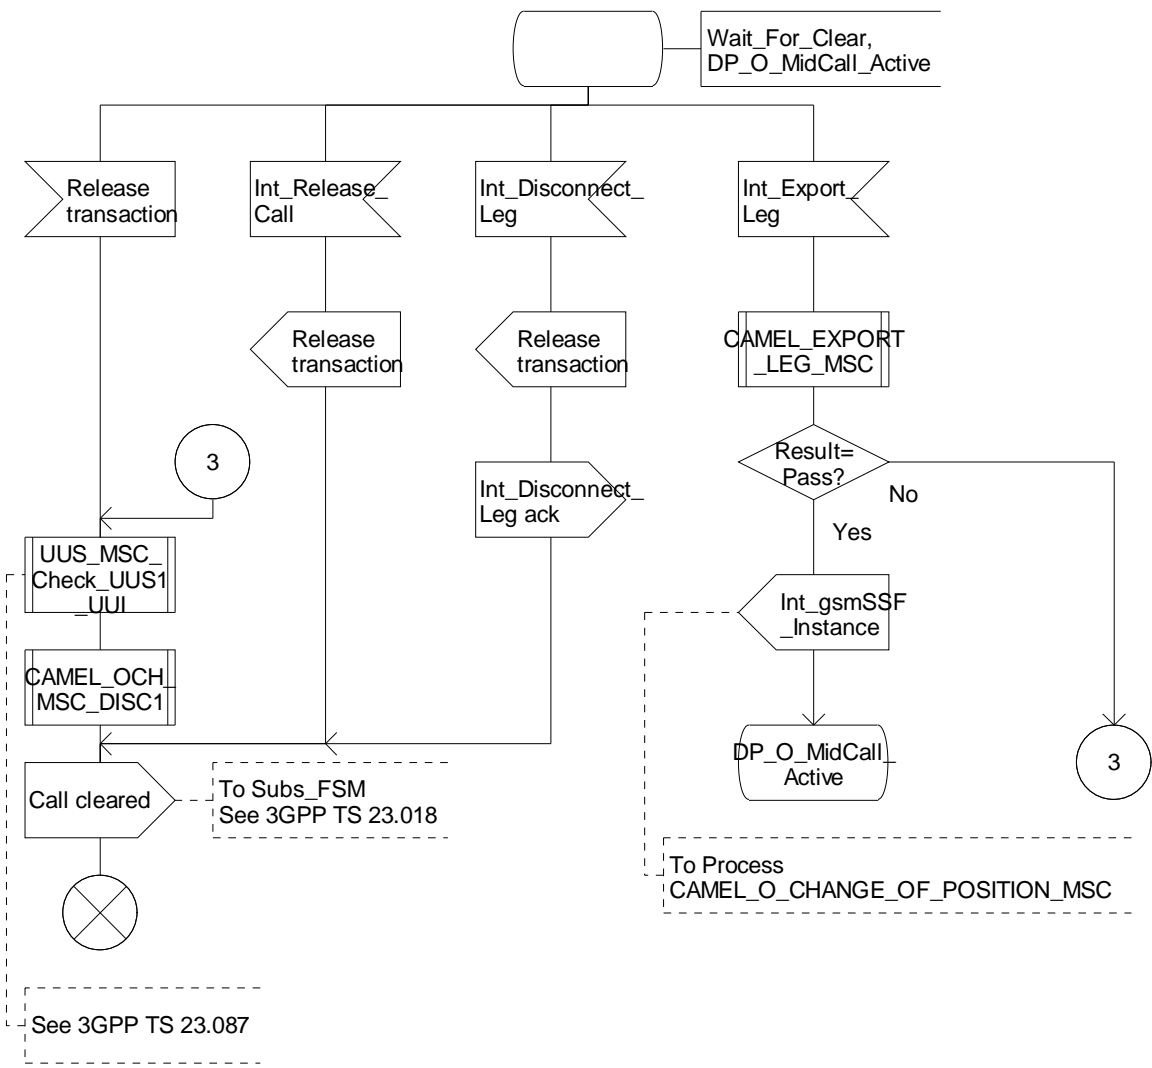 Wait_For_Clear,
DP_O_MidCall_Active
Release
transaction
Int_Release_
Call
Int_Disconnect_
Leg
Int_Export_
Leg
Release
transaction
Release
transaction
CAMEL_EXPORT
_LEG_MSC
3
Int_Disconnect_
Leg ack
Result=
Pass?
No
Yes
UUS_MSC_
Check_UUS1
_UUI
Int_gsmSSF
_Instance
CAMEL_OCH_
MSC_DISC1
DP_O_MidCall_
Active
3
Call cleared
To Subs_FSM
See 3GPP TS 23.018
To Process
CAMEL_O_CHANGE_OF_POSITION_MSC
See 3GPP TS 23.087